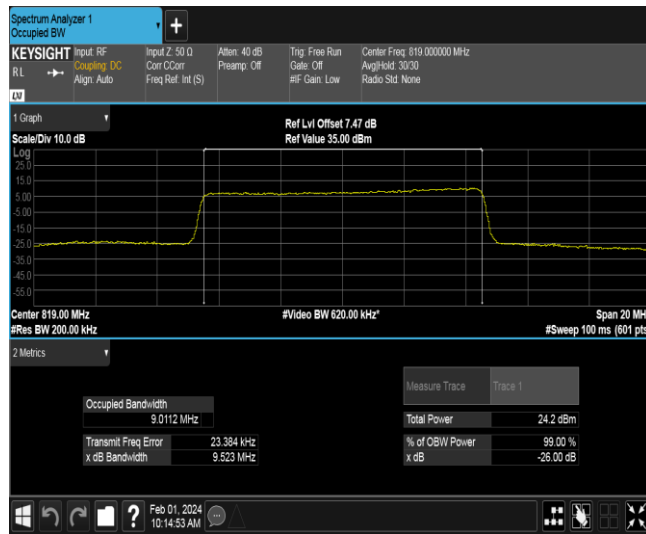 Spectrum Analyzer 1
Occupied BW
+
KEYSIGHT Input: RF Input Z: 50 Ω Atten: 40 dB Trig: Free Run Center Freq: 819.000000 MHz
RL Coupling: DC Corr CCorr Preamp: Off Gate: Off Avg|Hold: 30/30
Align: Auto Freq Ref: Int (S) #IF Gain: Low Radio Std: None
LXI
1 Graph
Ref Lvl Offset 7.47 dB
Scale/Div 10.0 dB Ref Value 35.00 dBm
Log
25.0
15.0
5.00
-5.00
-15.0
-25.0
-35.0
-45.0
-55.0
Center 819.00 MHz #Video BW 620.00 kHz* Span 20 MH
#Res BW 200.00 kHz #Sweep 100 ms (601 pts
2 Metrics
Measure Trace Trace 1
Occupied Bandwidth
9.0112 MHz Total Power 24.2 dBm
Transmit Freq Error 23.384 kHz % of OBW Power 99.00 %
x dB Bandwidth 9.523 MHz x dB -26.00 dB
?
Feb 01, 2024
10:14:53 AM